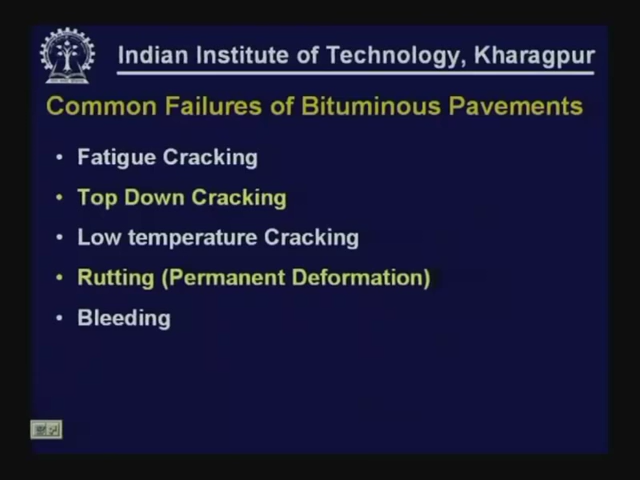 Indian Institute of Technology, Kharagpur
Common Failures of Bituminous Pavements
• Fatigue Cracking
• Top Down Cracking
• Low temperature Cracking
• Rutting (Permanent Deformation)
• Bleeding